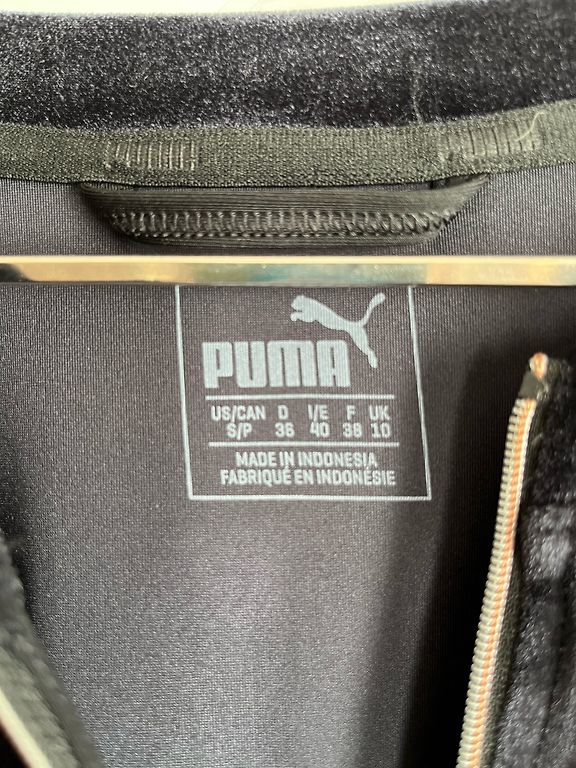 PUMA
US/CAN D I/E F UK
S/P 36 40 38 10
MADE IN INDONESIA
FABRIQUÉ EN INDONÉSIE